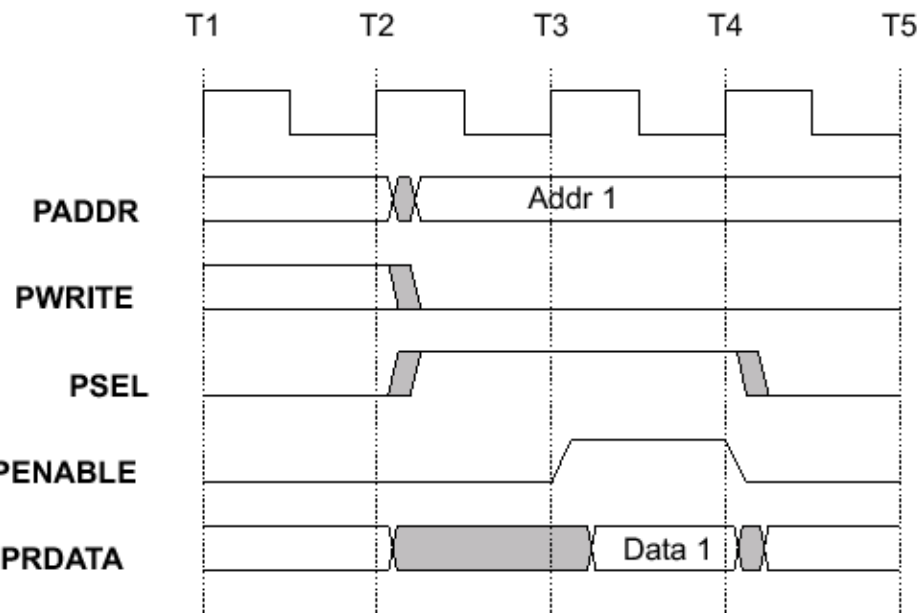 T1 T2 T3 T4 T5
PADDR Addr 1
PWRITE
PSEL
PENABLE
PRDATA Data 1